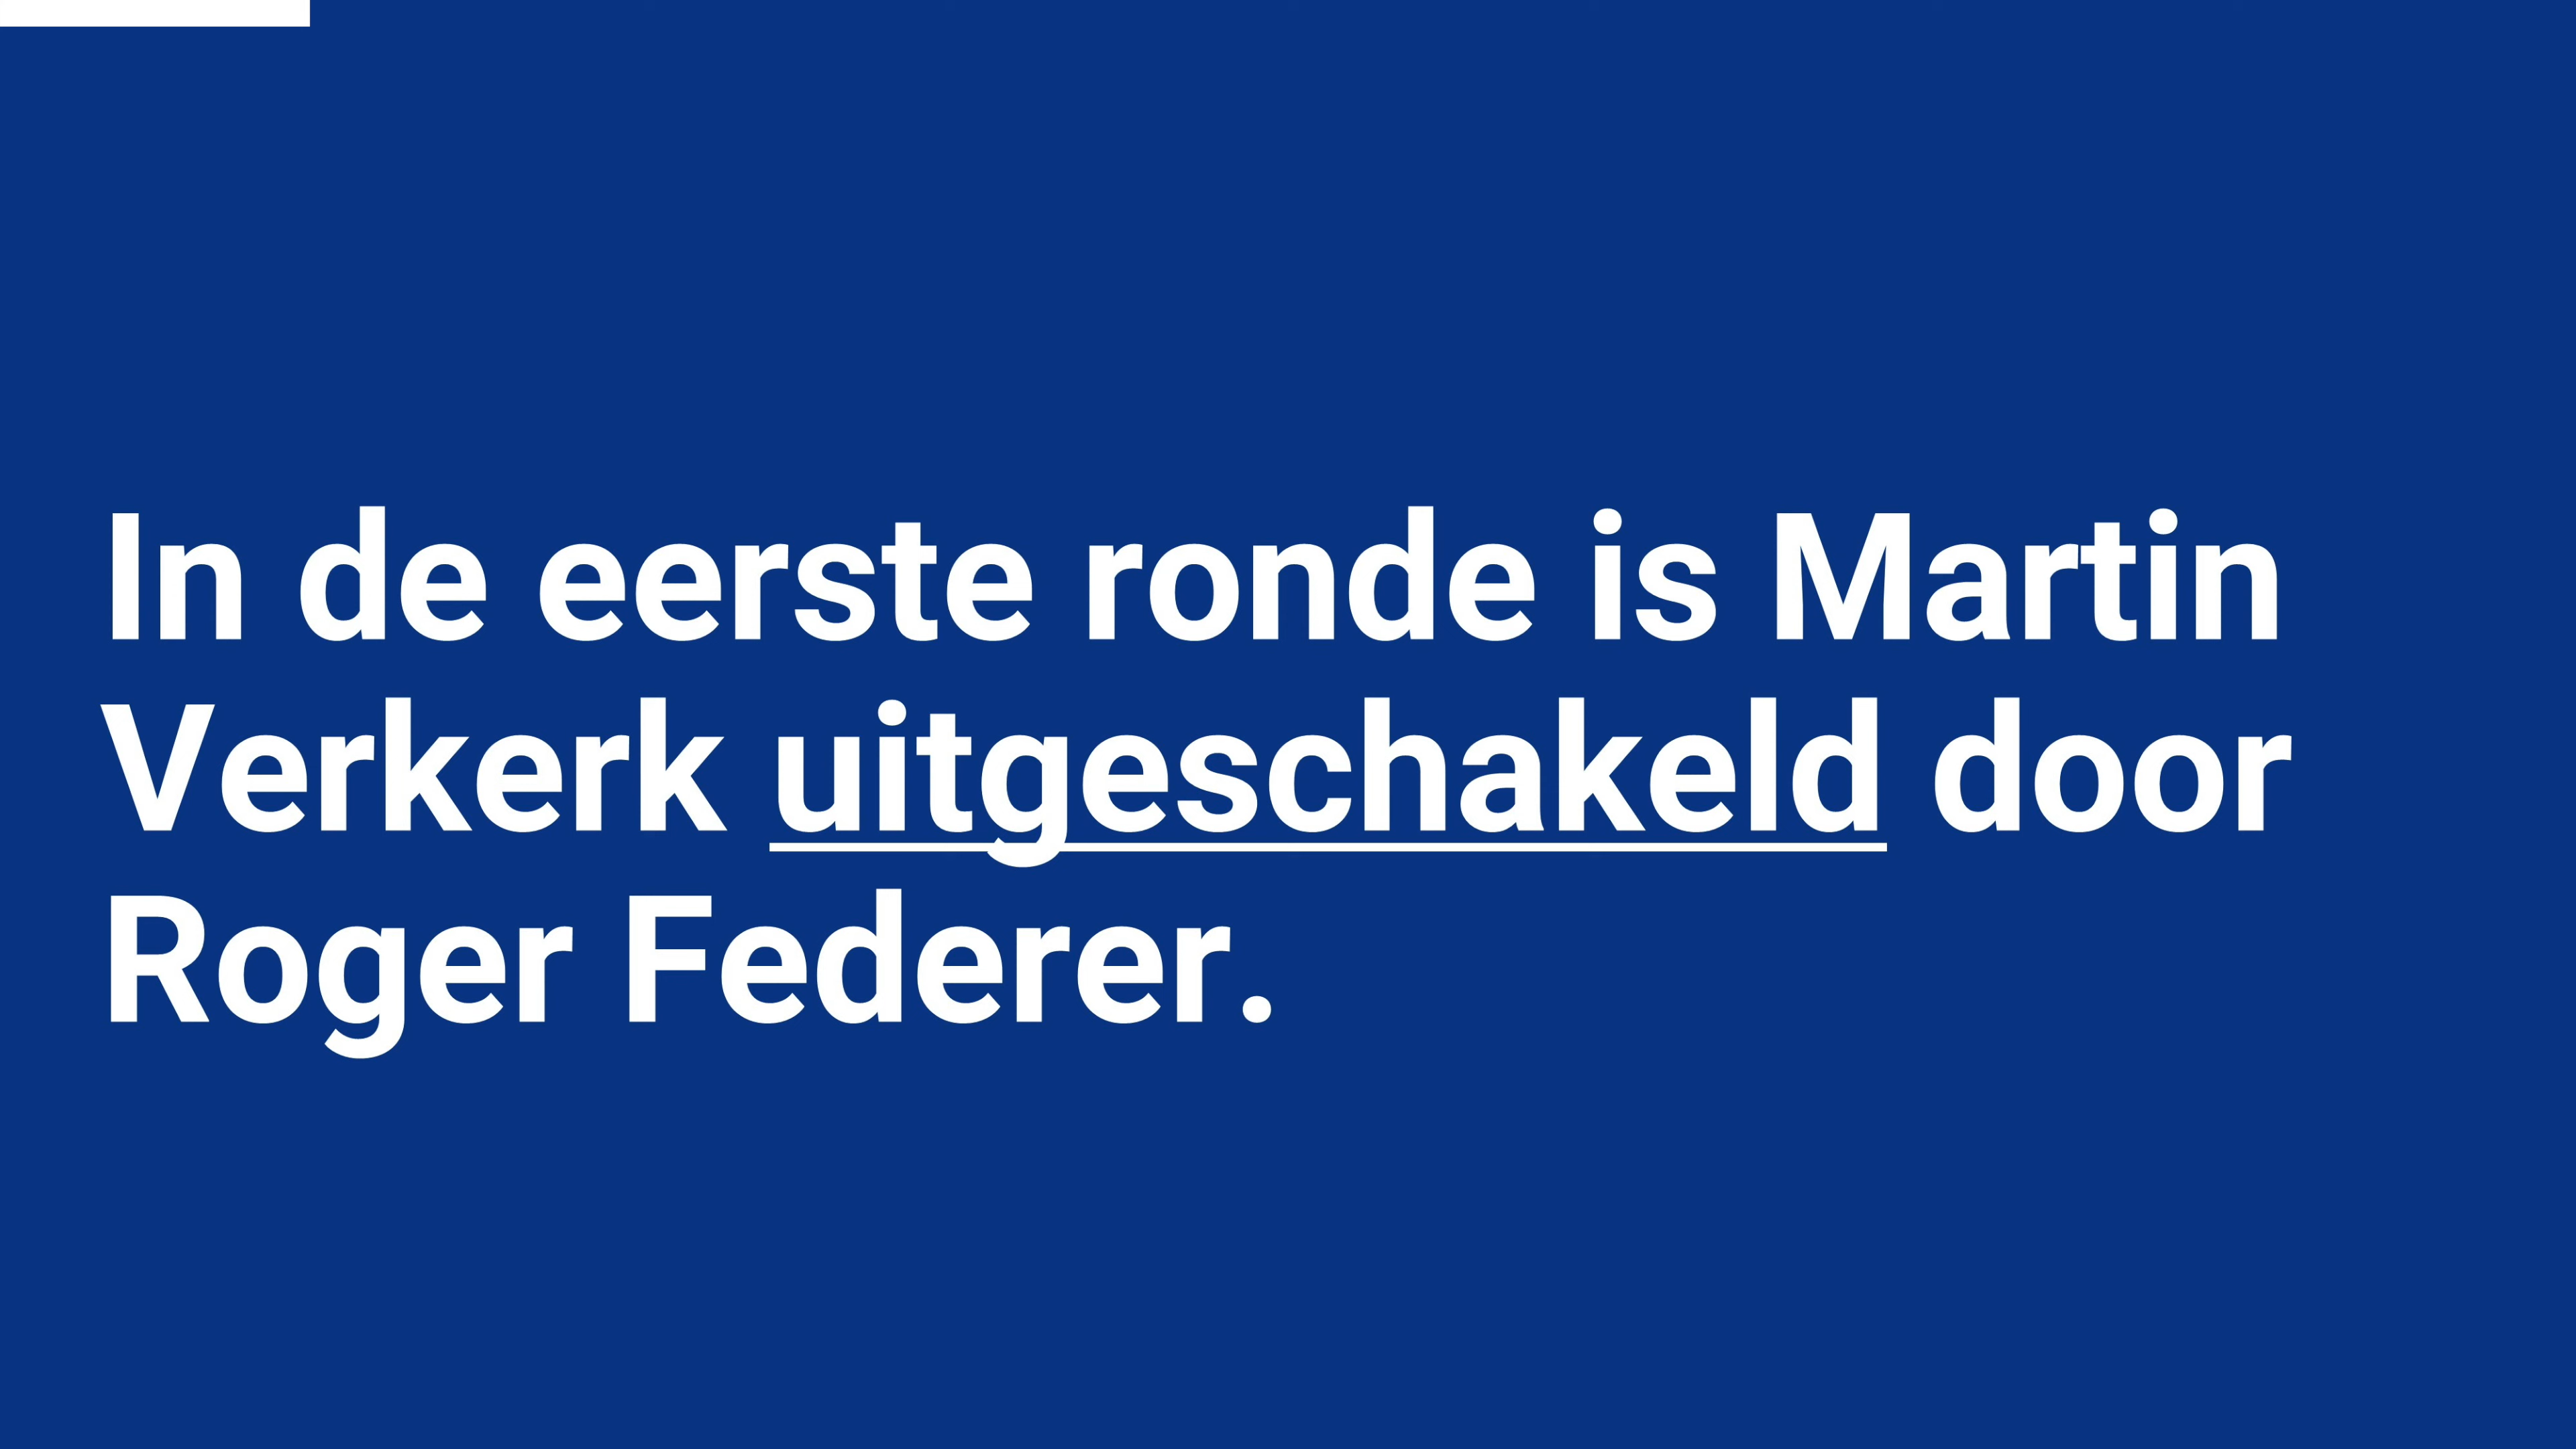 In de eerste ronde is Martin
Verkerk uitgeschakeld door
Roger Federer.